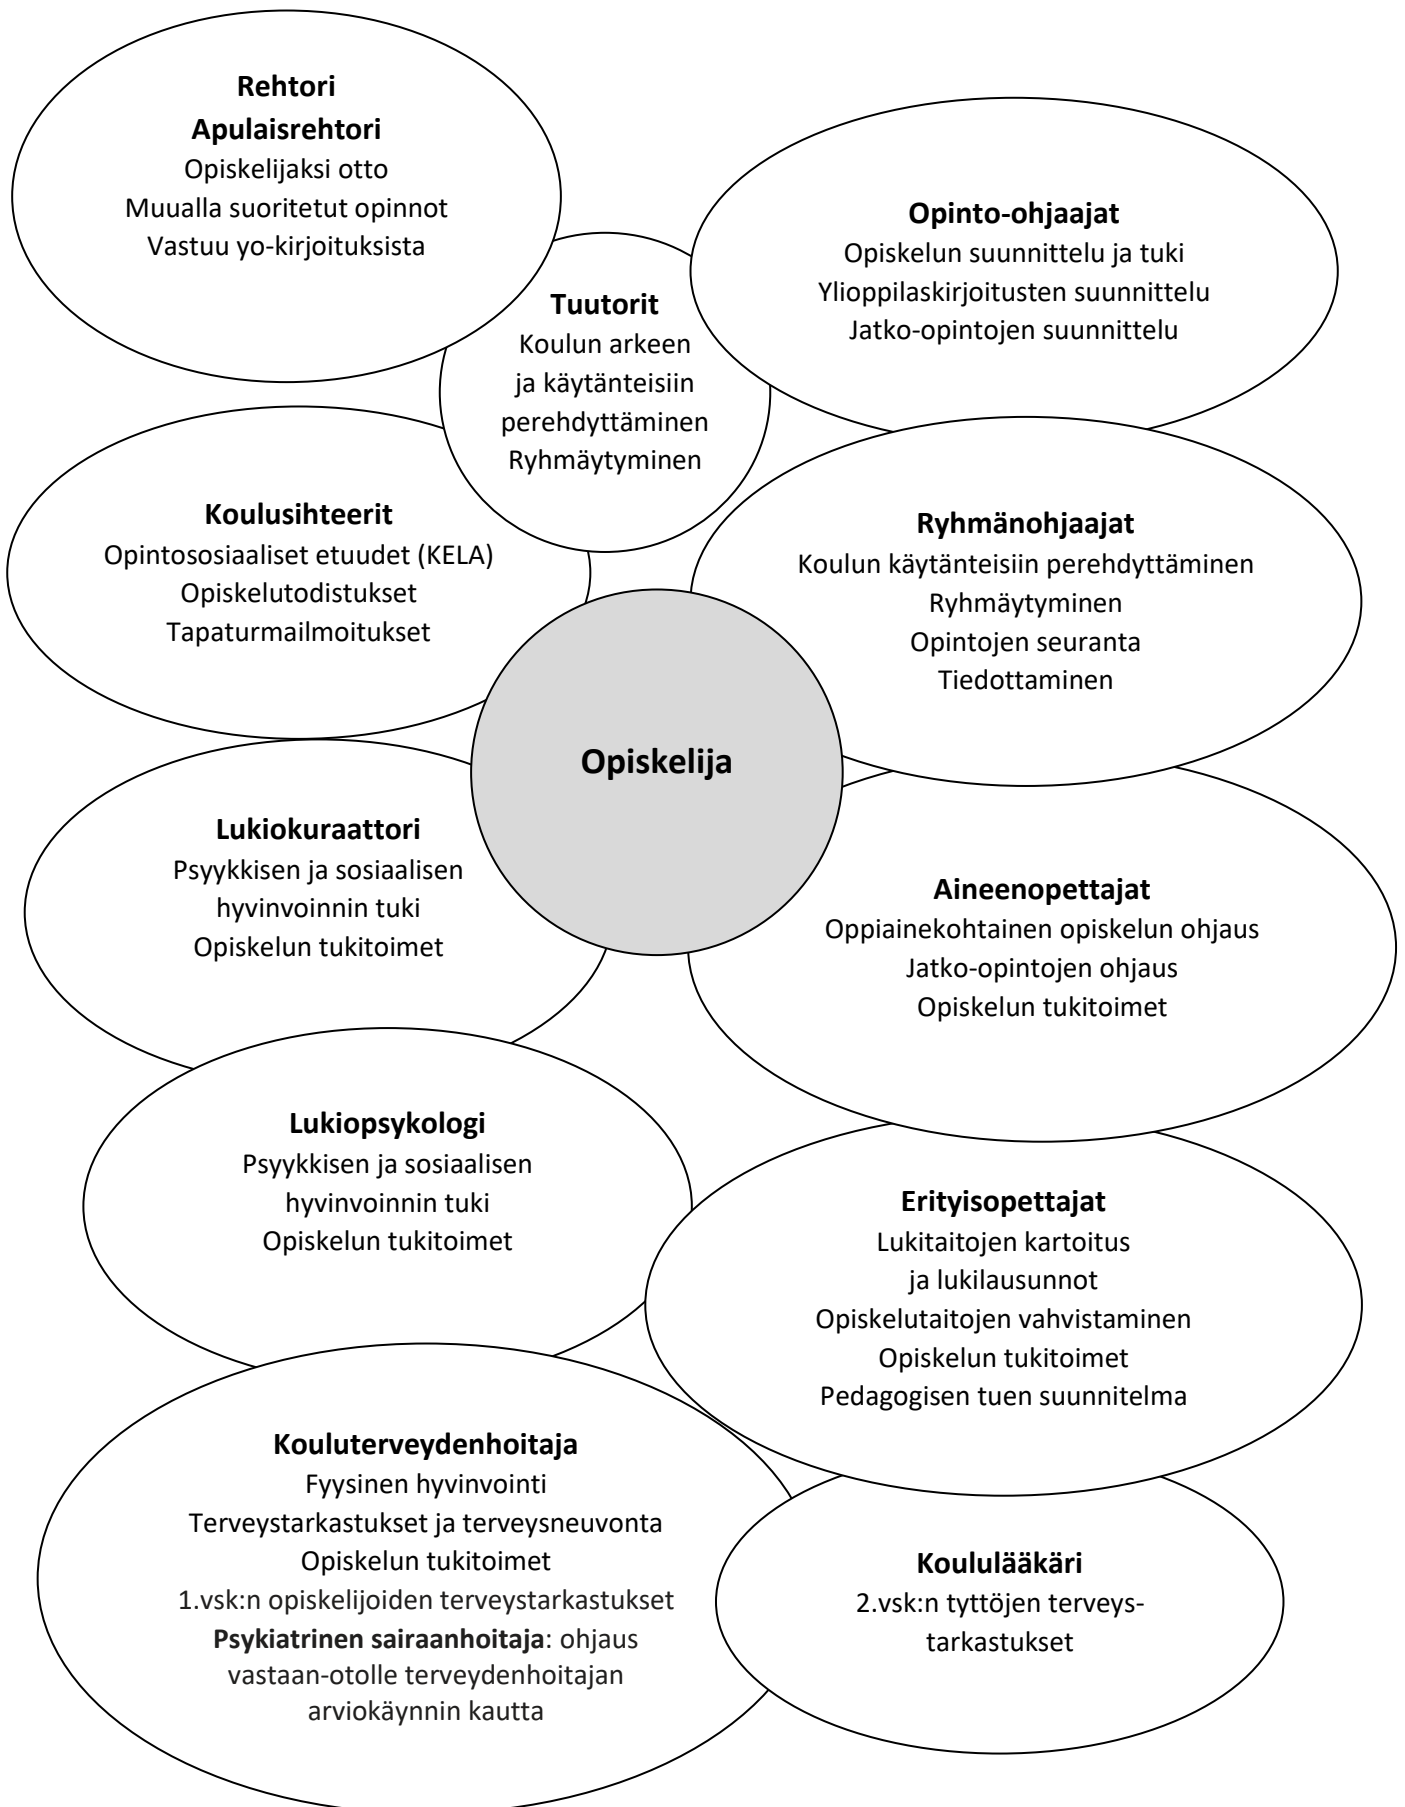 Rehtori
Apulaisrehtori
Opiskelijaksi otto
Muualla suoritetut opinnot
Vastuu yo-kirjoituksista
Opinto-ohjaajat
Opiskelun suunnittelu ja tuki
Ylioppilaskirjoitusten suunnittelu
Jatko-opintojen suunnittelu
Tuutorit
Koulun arkeen
ja käytänteisiin
perehdyttäminen
Ryhmäytyminen
Koulusihteerit
Opintososiaaliset etuudet (KELA)
Opiskelutodistukset
Tapaturmailmoitukset
Ryhmänohjaajat
Koulun käytänteisiin perehdyttäminen
Ryhmäytyminen
Opintojen seuranta
Tiedottaminen
Opiskelija
Lukiokuraattori
Psyykkisen ja sosiaalisen
hyvinvoinnin tuki
Opiskelun tukitoimet
Aineenopettajat
Oppiainekohtainen opiskelun ohjaus
Jatko-opintojen ohjaus
Opiskelun tukitoimet
Lukiopsykologi
Psyykkisen ja sosiaalisen
hyvinvoinnin tuki
Opiskelun tukitoimet
Erityisopettajat
Lukitaitojen kartoitus
ja lukilausunnot
Opiskelutaitojen vahvistaminen
Opiskelun tukitoimet
Pedagogisen tuen suunnitelma
Kouluterveydenhoitaja
Fyysinen hyvinvointi
Terveystarkastukset ja terveysneuvonta
Opiskelun tukitoimet
1.vsk:n opiskelijoiden terveystarkastukset
Psykiatrinen sairaanhoitaja: ohjaus
vastaan-otolle terveydenhoitajan
arviokäynnin kautta
Koululääkäri
2.vsk:n tyttöjen terveys-
tarkastukset